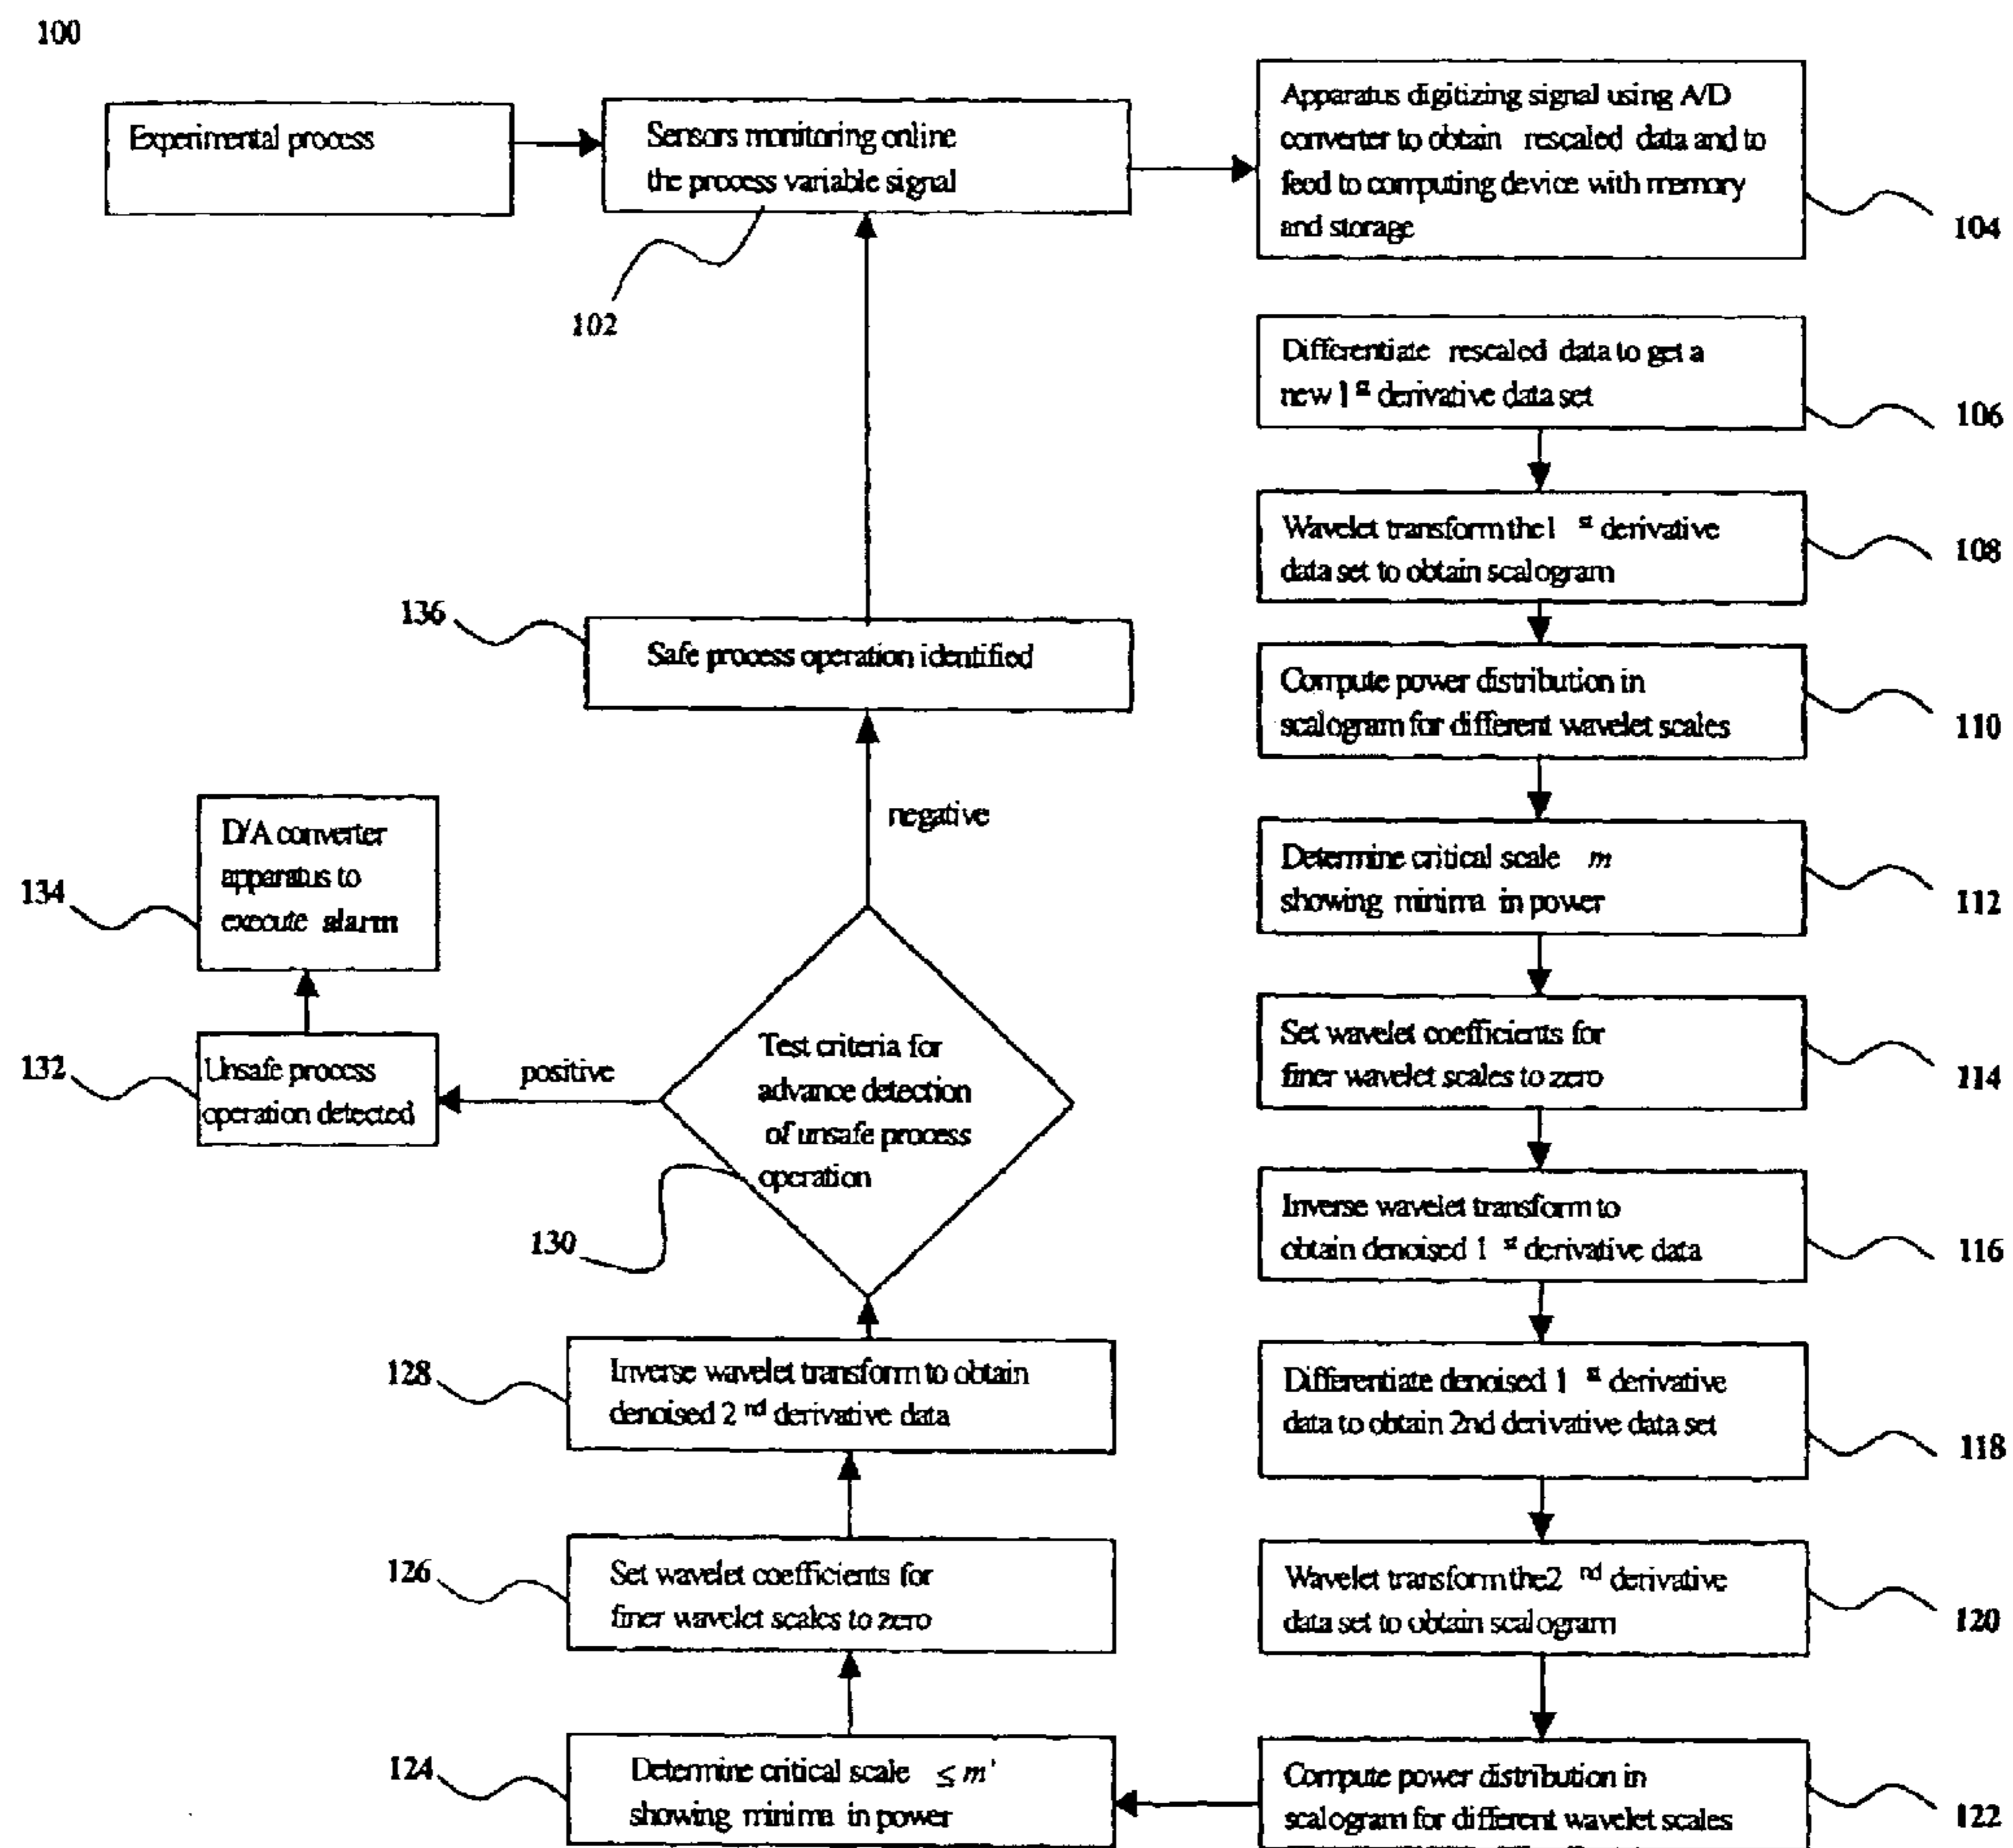 100
Experimental process
Sensors monitoring online
the process variable signal
102
Apparatus digitizing signal using A/D
converter to obtain rescaled data and to
feed to computing device with memory
and storage
104
Differentiate rescaled data to get a
new 1st derivative data set
106
Wavelet transform the 1st derivative
data set to obtain scalogram
108
Compute power distribution in
scalogram for different wavelet scales
110
Determine critical scale m
showing minima in power
112
Set wavelet coefficients for
finer wavelet scales to zero
114
Inverse wavelet transform to
obtain denoised 1st derivative data
116
Differentiate denoised 1st derivative
data to obtain 2nd derivative data set
118
Wavelet transform the 2nd derivative
data set to obtain scalogram
120
Compute power distribution in
scalogram for different wavelet scales
122
124
Determine critical scale ≤ m'
showing minima in power
126
Set wavelet coefficients for
finer wavelet scales to zero
128
Inverse wavelet transform to obtain
denoised 2nd derivative data
130
Test criteria for
advance detection
of unsafe process
operation
positive
132
Unsafe process
operation detected
134
D/A converter
apparatus to
execute alarm
negative
136
Safe process operation identified